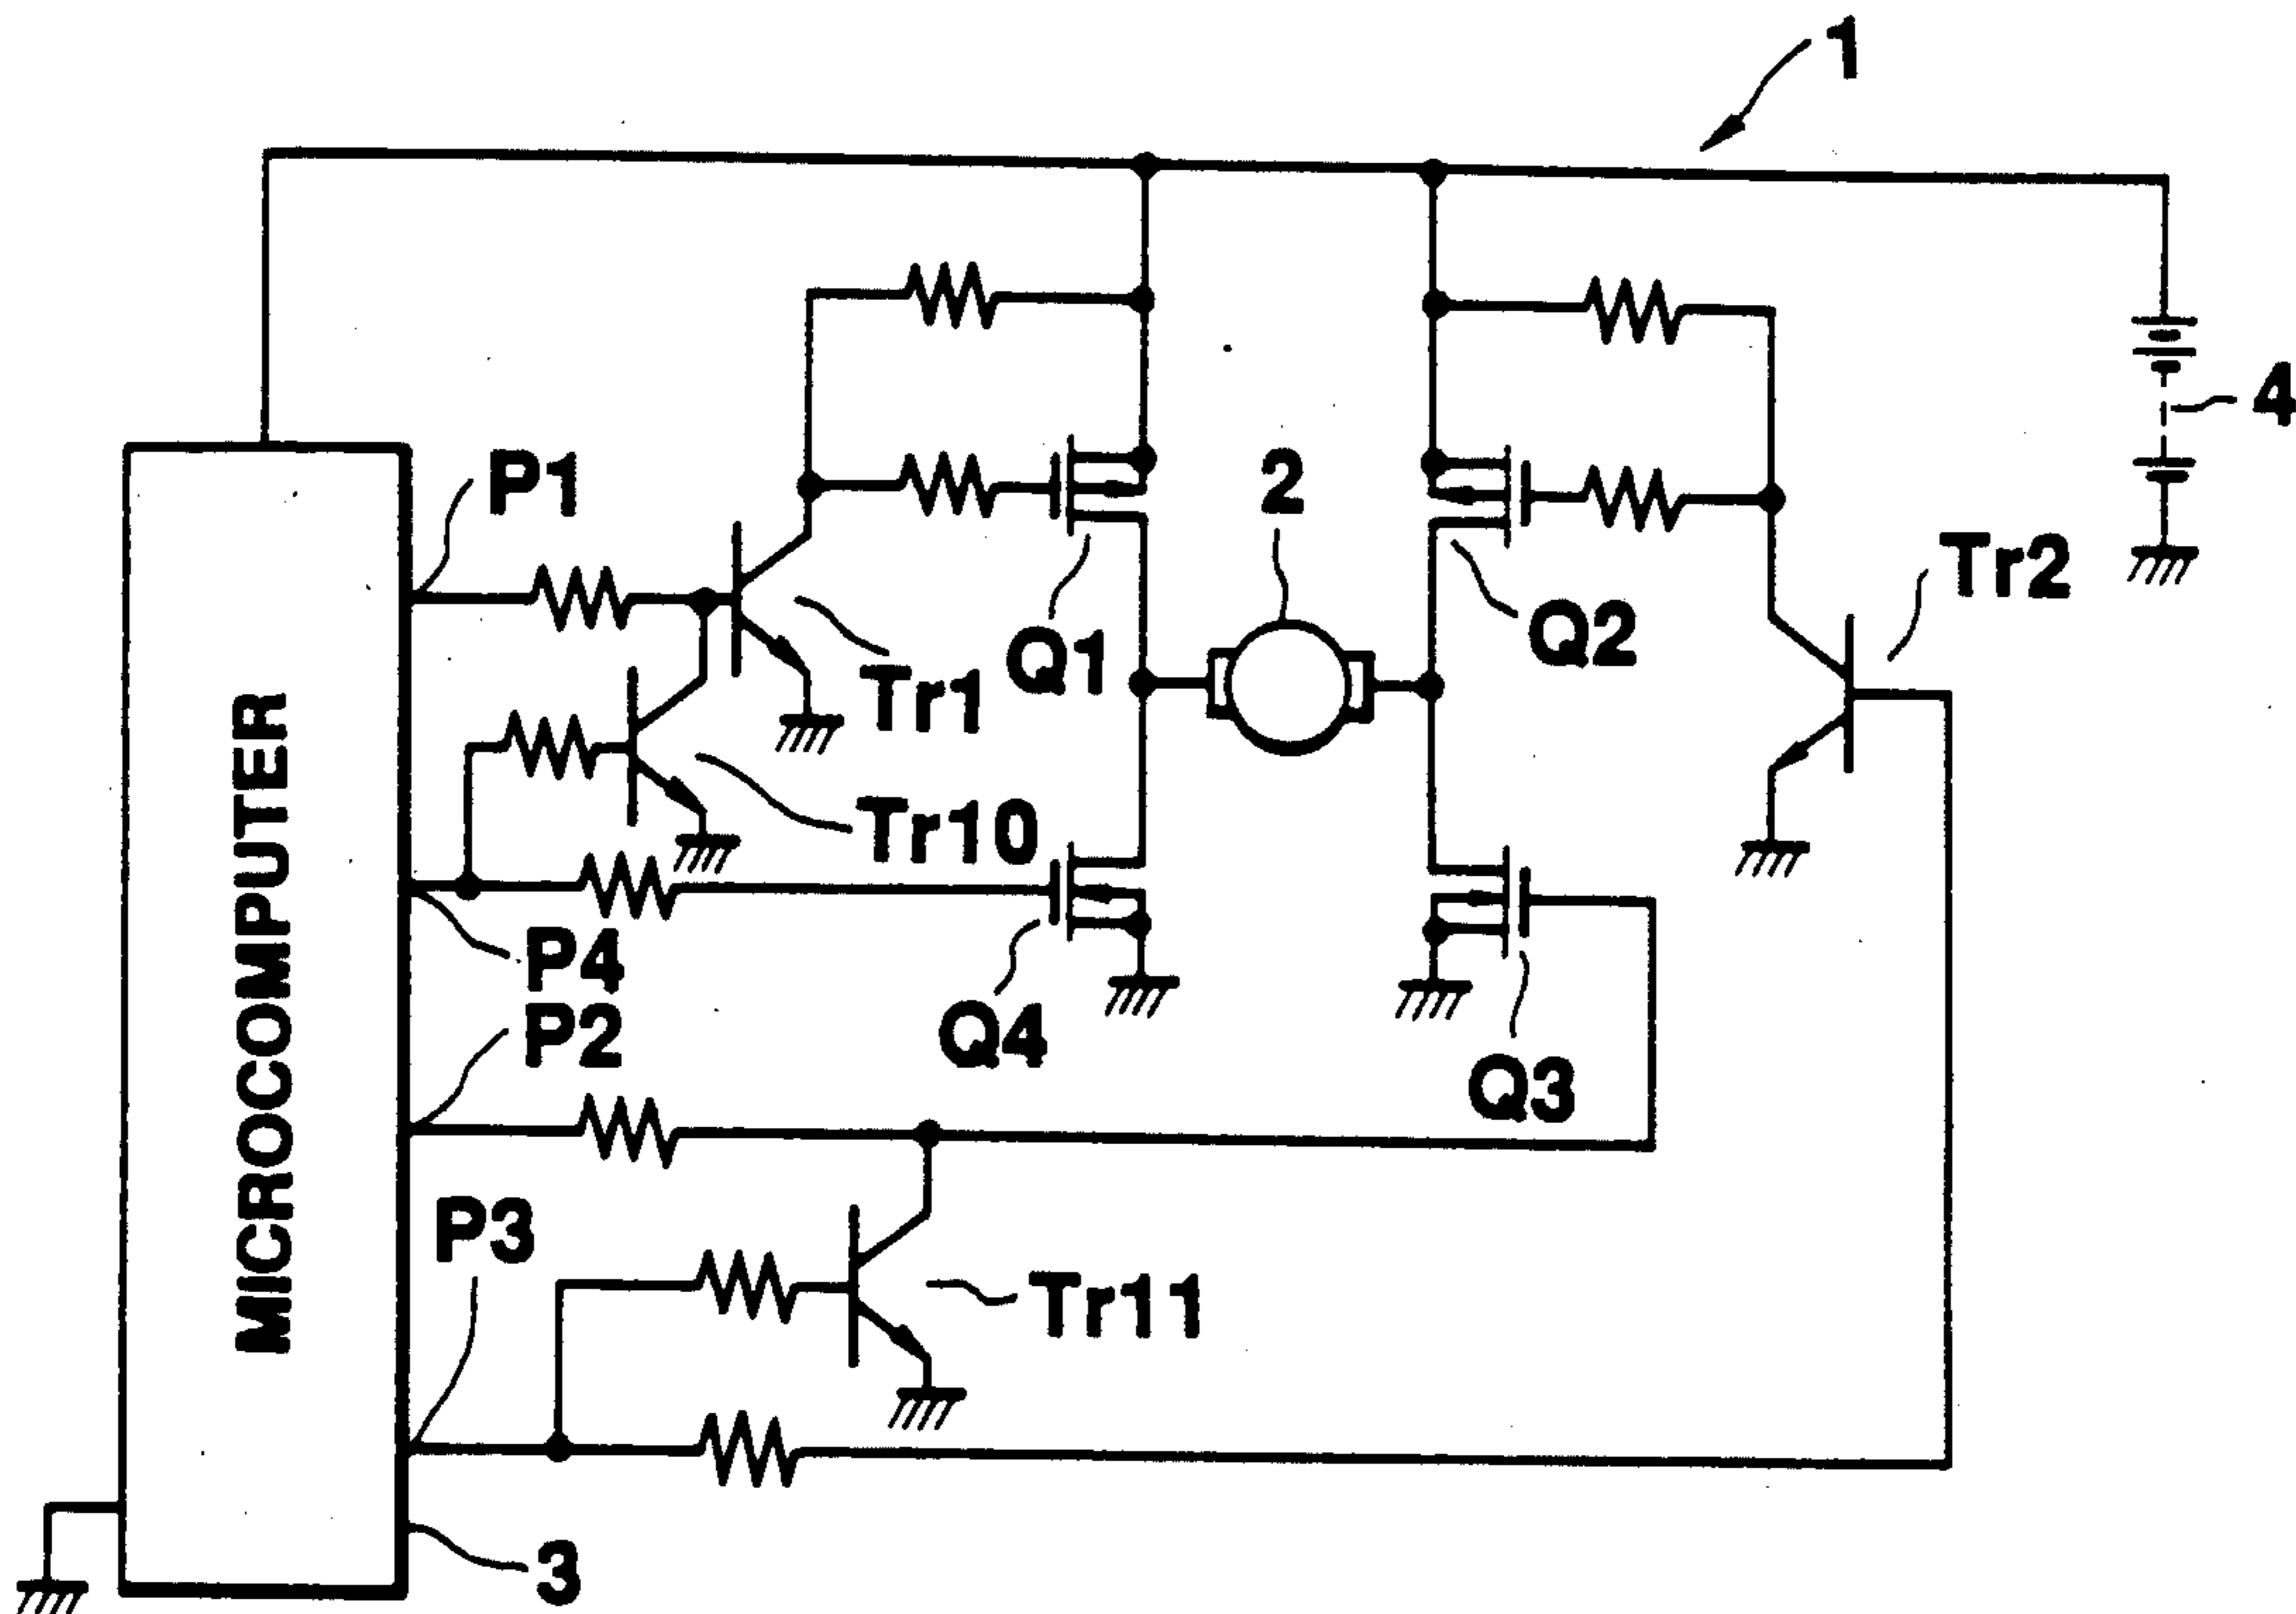 1
4
P1
2
Tr2
Q1
Q2
Tr1
Tr10
MICROCOMPUTER
P4
P2
Q4
Q3
P3
Tr11
3